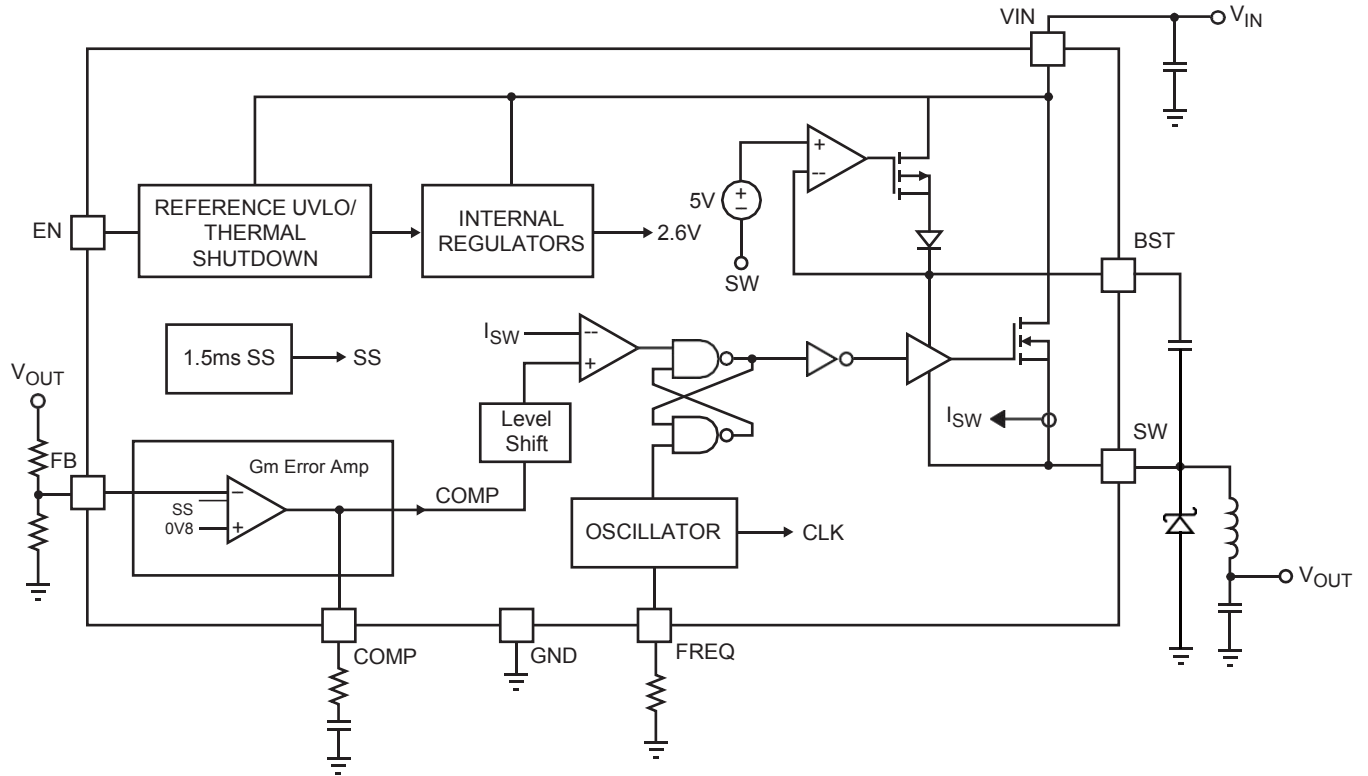 VIN
V_IN
EN
REFERENCE UVLO/
THERMAL
SHUTDOWN
INTERNAL
REGULATORS
2.6V
5V
+
–
SW
+
--
BST
1.5ms SS
SS
I_SW
--
+
Level
Shift
I_SW
SW
V_OUT
FB
Gm Error Amp
SS
0V8
–
+
COMP
OSCILLATOR
CLK
V_OUT
COMP
GND
FREQ